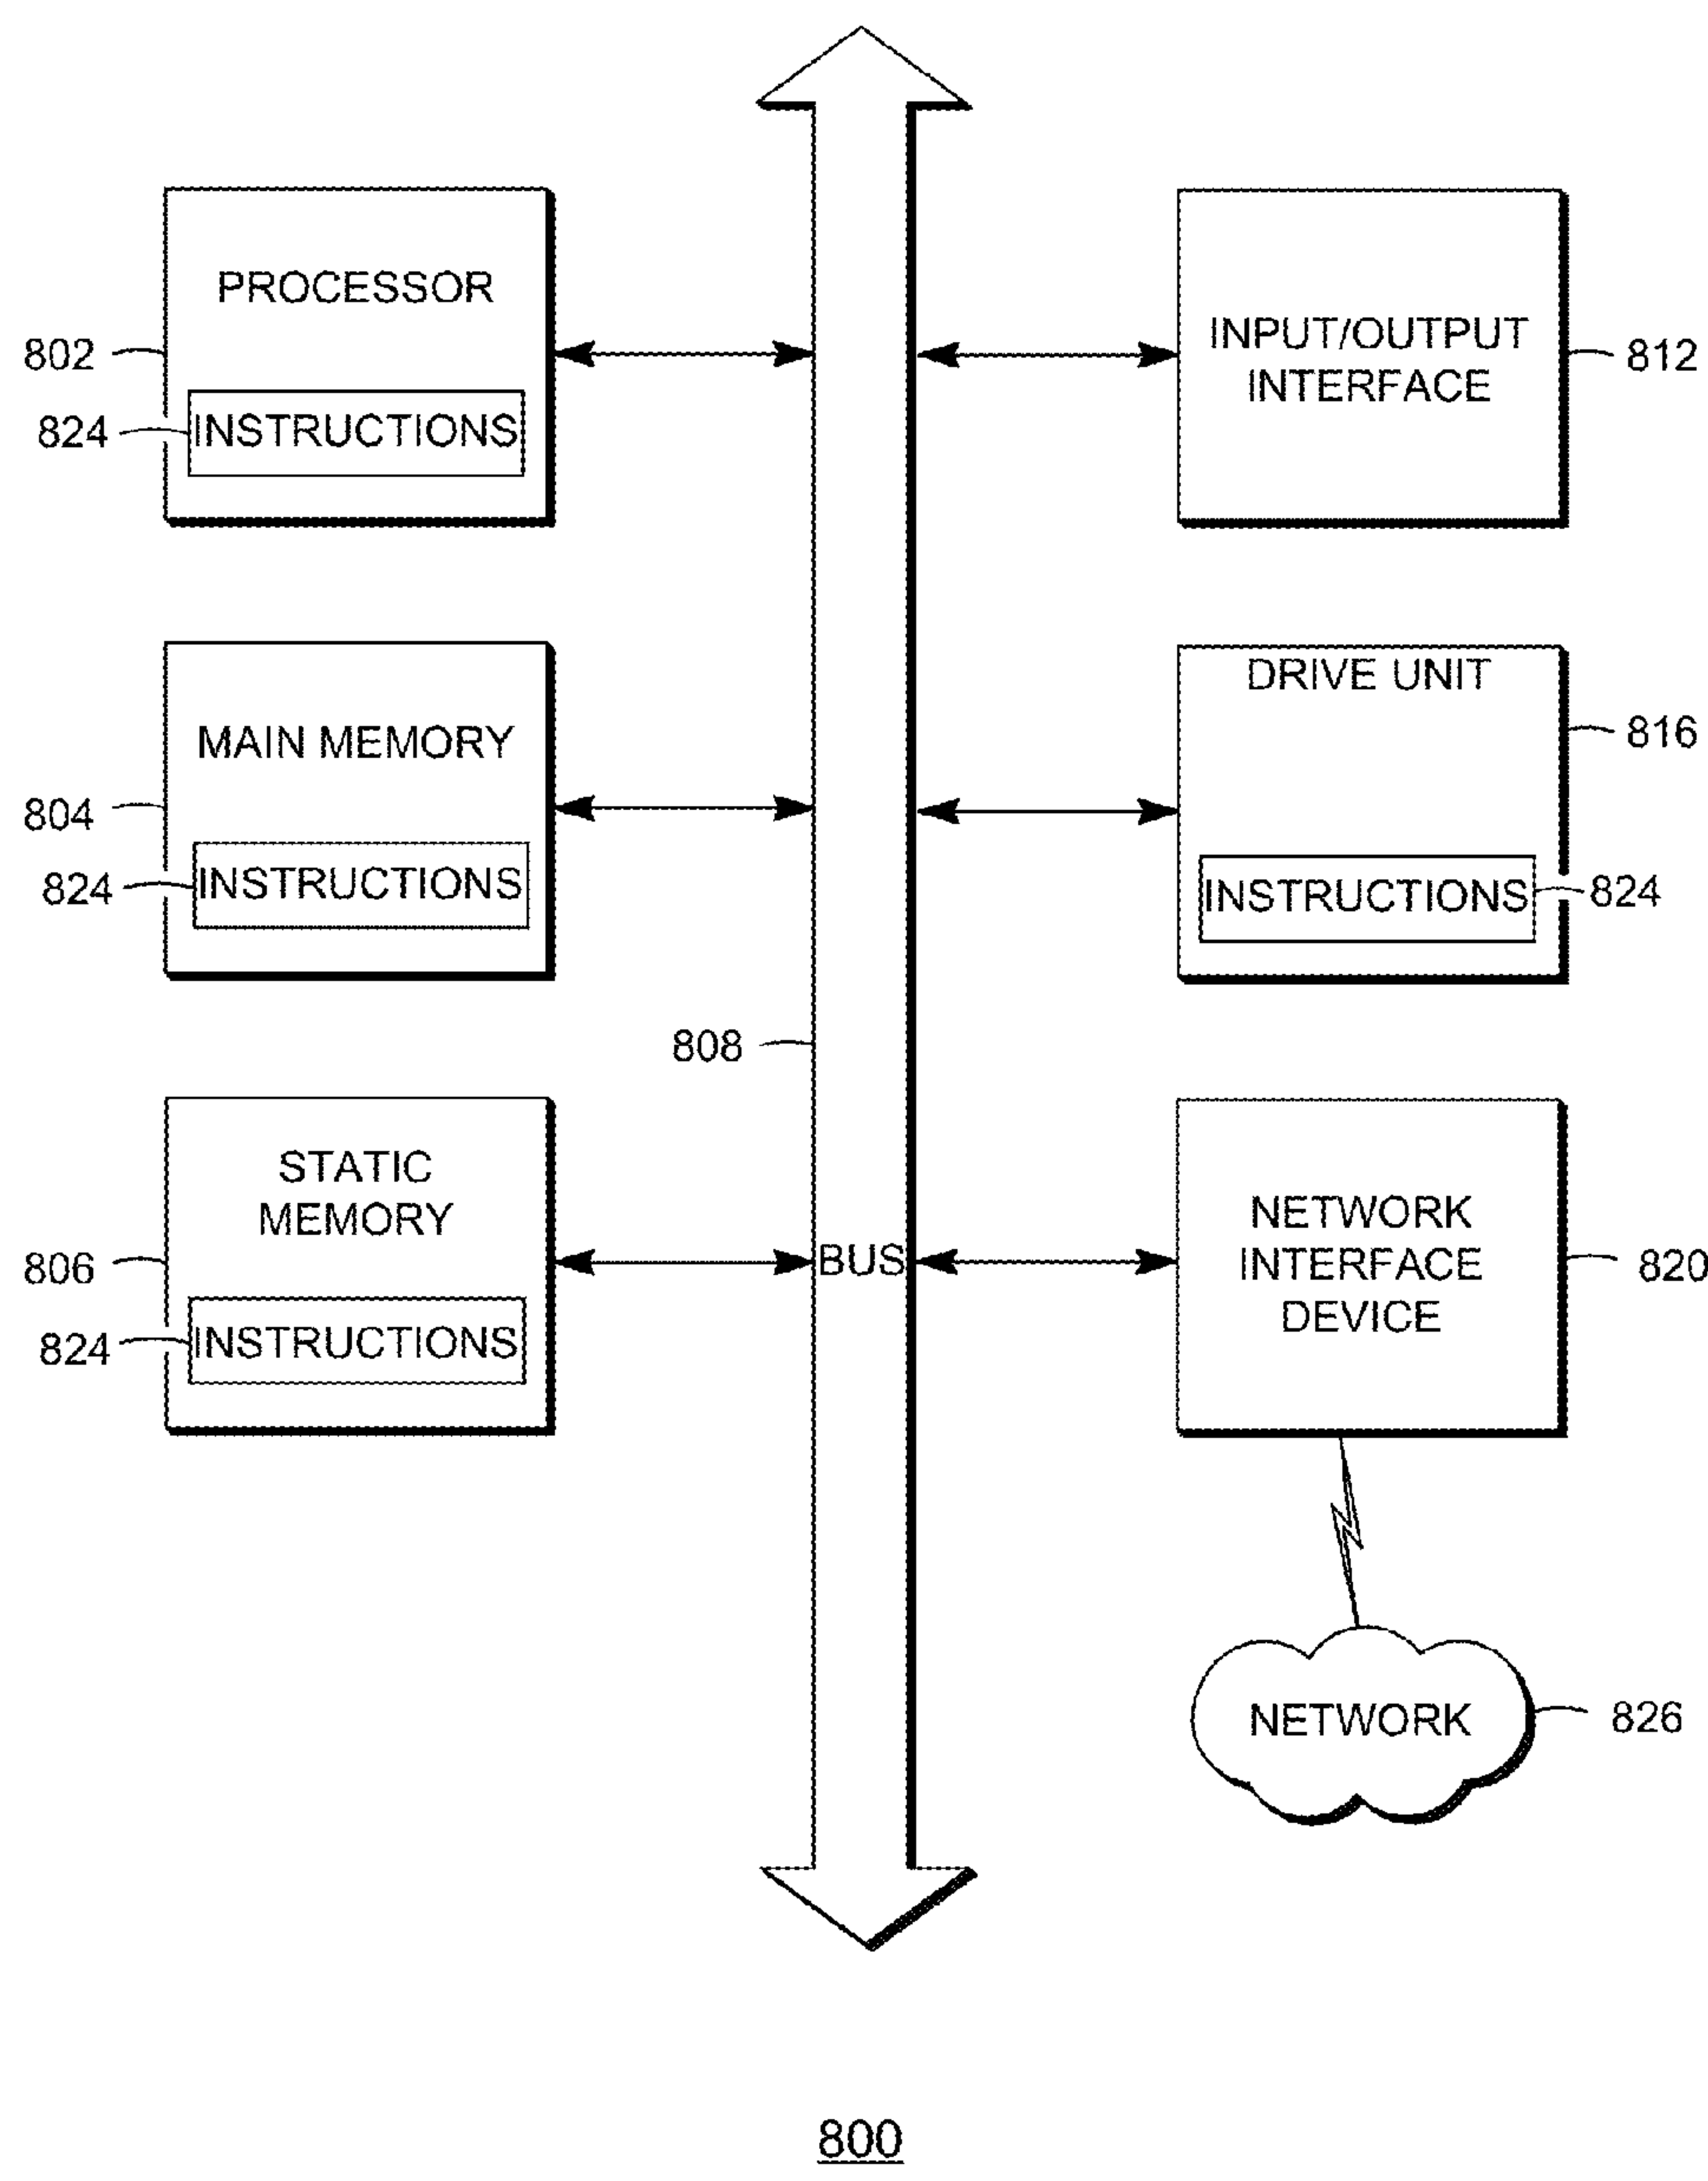 PROCESSOR
802
824
INSTRUCTIONS
INPUT/OUTPUT
INTERFACE
812
MAIN MEMORY
804
824
INSTRUCTIONS
DRIVE UNIT
816
INSTRUCTIONS
824
808
STATIC
MEMORY
806
824
INSTRUCTIONS
BUS
NETWORK
INTERFACE
DEVICE
820
NETWORK
826
800